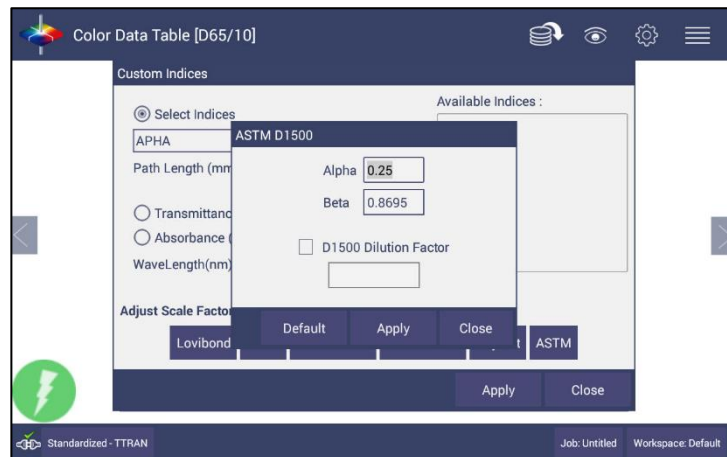 Color Data Table [D65/10]
Custom Indices
Select Indices
Available Indices :
APHA
ASTM D1500
Path Length (mm
Alpha 0.25
Beta 0.8695
Transmittanc
Absorbance (
D1500 Dilution Factor
WaveLength(nm)
Adjust Scale Facto
Default Apply Close
Lovibond t ASTM
Apply Close
Standardized - TTRAN Job: Untitled Workspace: Default